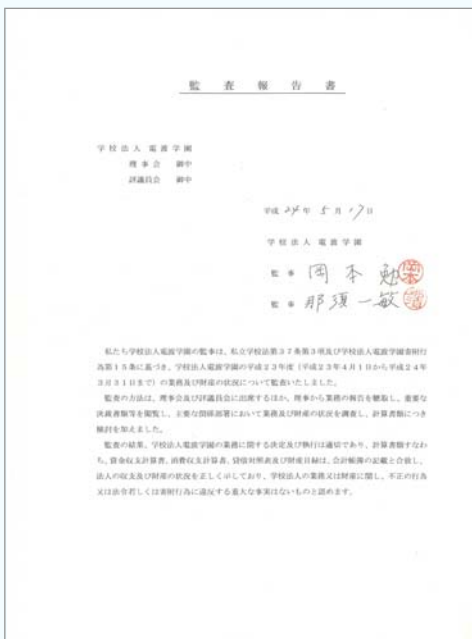 監査報告書
学校法人 電波学園
理事会 御中
評議員会 御中
平成 24 年 5 月 17 日
学校法人 電波学園
監事 岡本 勉
監事 那須一敏
私たち学校法人電波学園の監事は、私立学校法第37条第3項及び学校法人電波学園寄附行
為第15条に基づき、学校法人電波学園の平成23年度（平成23年4月1日から平成24年
3月31日まで）の業務及び財産の状況について監査いたしました。
監査の方法は、理事会及び評議員会に出席するほか、理事から業務の報告を聴取し、重要な
決裁書類等を閲覧し、主要な関係部署において業務及び財産の状況を調査し、計算書類につき
検討を加えました。
監査の結果、学校法人電波学園の業務に関する決定及び執行は適切であり、計算書類すなわ
ち、資金収支計算書、消費収支計算書、貸借対照表及び財産目録は、会計帳簿の記載と合致し、
法人の収支及び財産の状況を正しく示しており、学校法人の業務又は財産に関し、不正の行為
又は法令若しくは寄附行為に違反する重大な事実はないものと認めます。